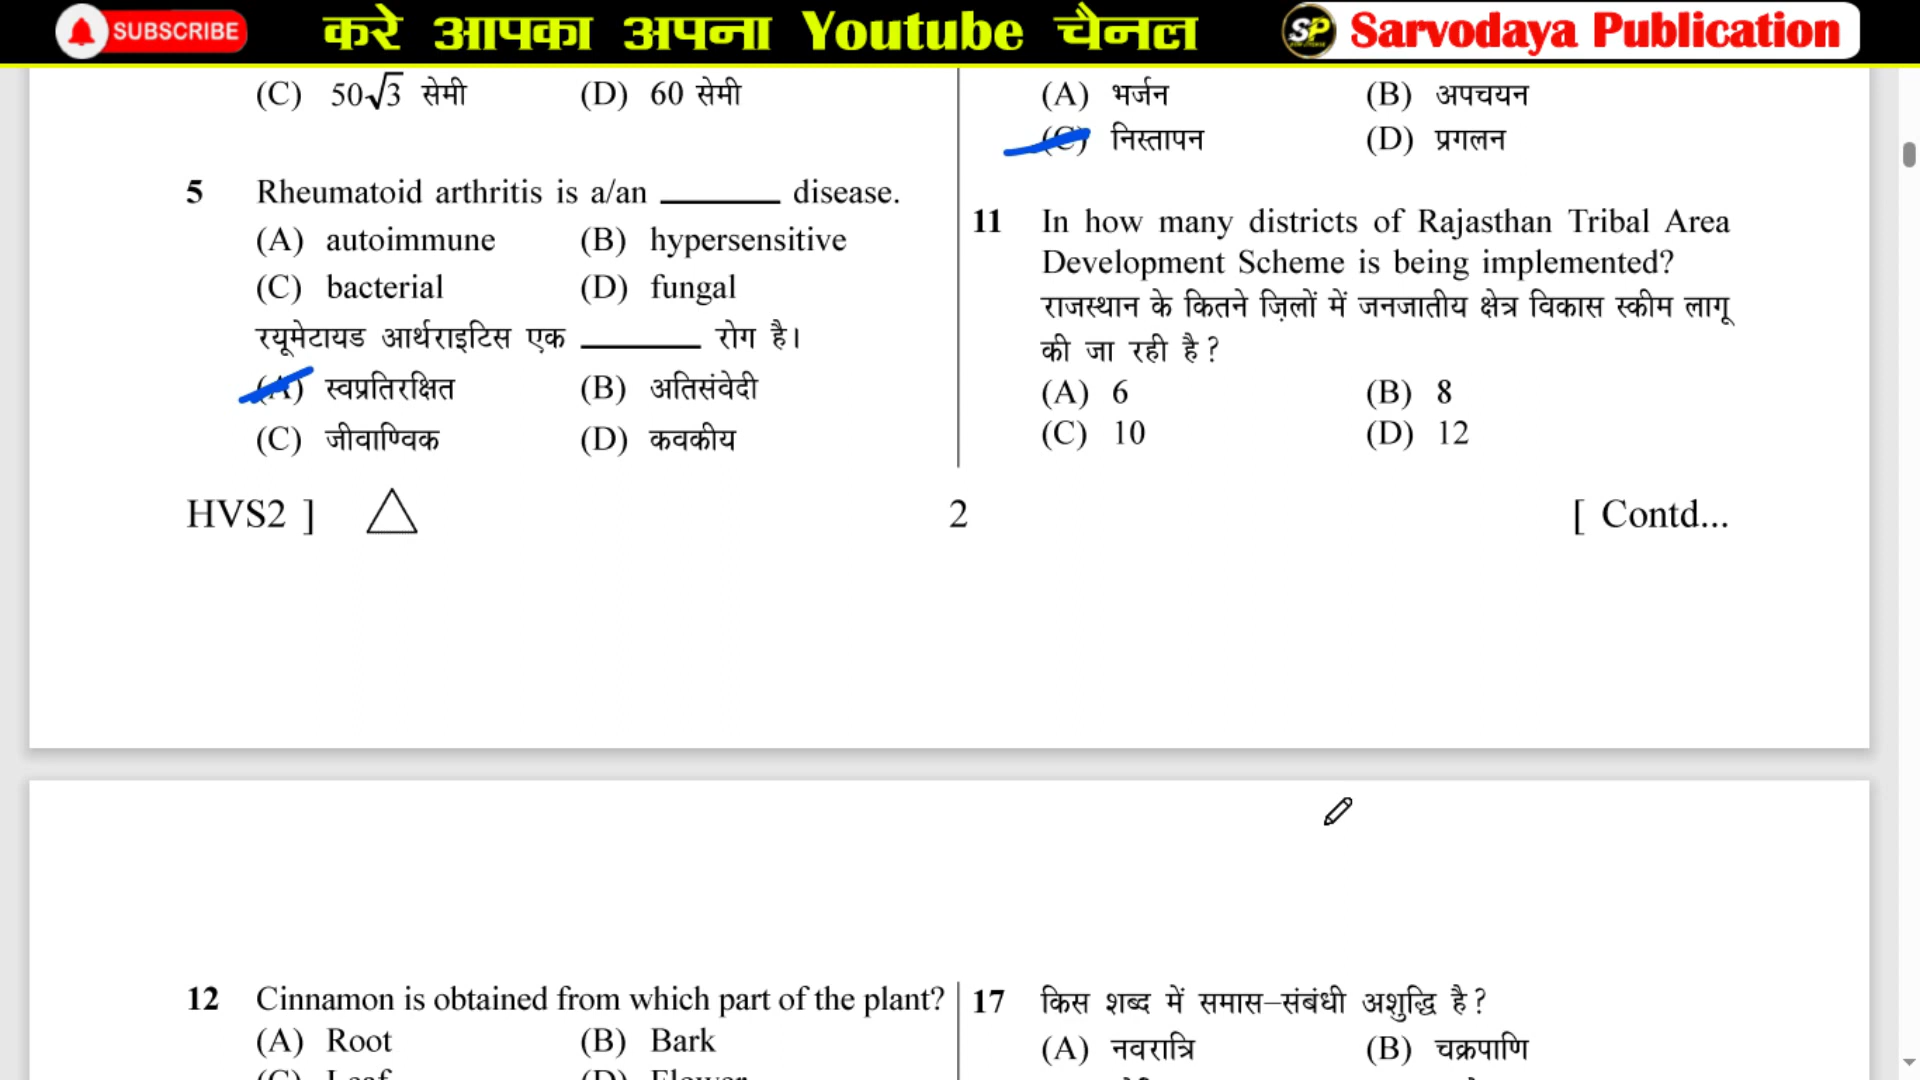 SUBSCRIBE करे आपका अपना Youtube चैनल SP Sarvodaya Publication
(C) 50√3 सेमी (D) 60 सेमी
5 Rheumatoid arthritis is a/an ______ disease.
(A) autoimmune (B) hypersensitive
(C) bacterial (D) fungal
रयूमेटायड आर्थराइटिस एक ______ रोग है।
(A) स्वप्रतिरक्षित (B) अतिसंवेदी
(C) जीवाण्विक (D) कवकीय
(A) भर्जन (B) अपचयन
(C) निस्तापन (D) प्रगलन
11 In how many districts of Rajasthan Tribal Area
Development Scheme is being implemented?
राजस्थान के कितने ज़िलों में जनजातीय क्षेत्र विकास स्कीम लागू
की जा रही है ?
(A) 6 (B) 8
(C) 10 (D) 12
HVS2 ] 2 [ Contd...
12 Cinnamon is obtained from which part of the plant?
(A) Root (B) Bark
(C) Leaf (D) Flower
17 किस शब्द में समास–संबंधी अशुद्धि है ?
(A) नवरात्रि (B) चक्रपाणि